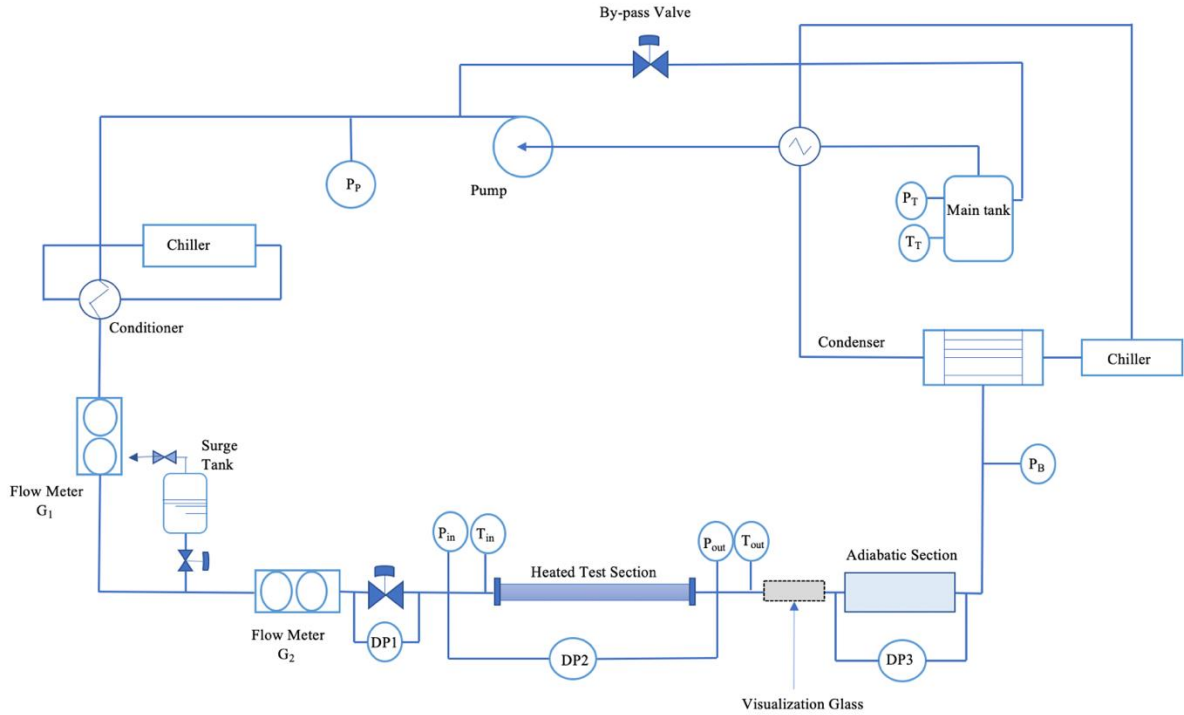 By-pass Valve
P_P
Pump
P_T
Main tank
T_T
Chiller
Conditioner
Condenser
Chiller
Surge
Tank
P_B
Flow Meter
G_1
P_in
T_in
P_out
T_out
Heated Test Section
Adiabatic Section
Flow Meter
G_2
DP1
DP2
DP3
Visualization Glass